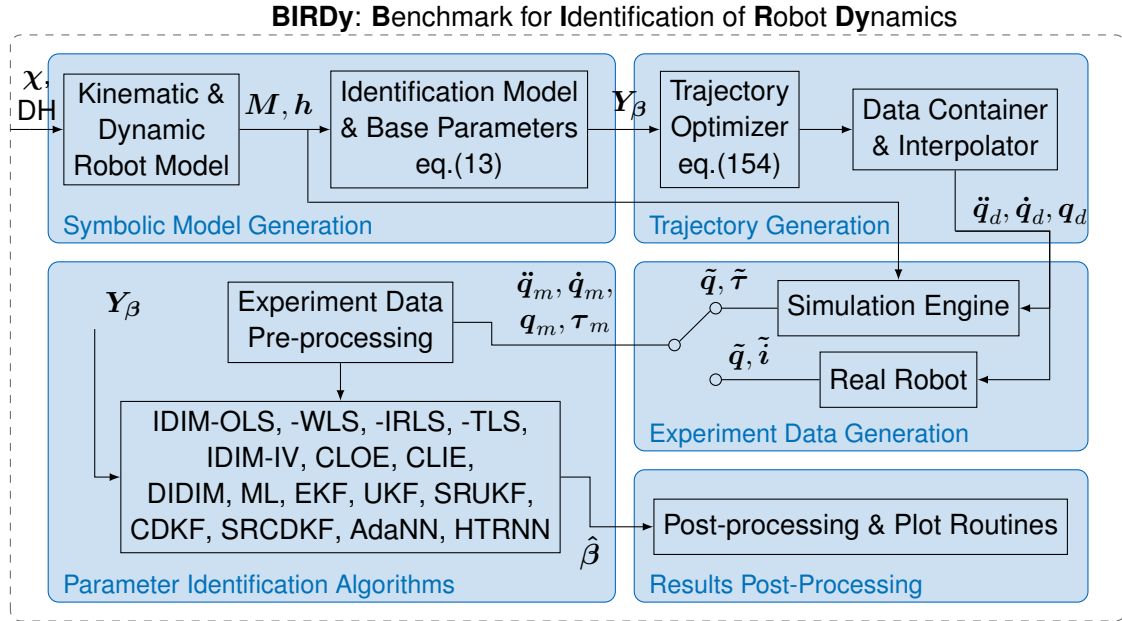 BIRDy: Benchmark for Identification of Robot Dynamics
χ,
DH
Kinematic &
Dynamic
Robot Model
M, h
Identification Model
& Base Parameters
eq.(13)
Y_β
Symbolic Model Generation
Trajectory
Optimizer
eq.(154)
Data Container
& Interpolator
q̈_d, q̇_d, q_d
Trajectory Generation
Y_β
Experiment Data
Pre-processing
q̈_m, q̇_m,
q_m, τ_m
IDIM-OLS, -WLS, -IRLS, -TLS,
IDIM-IV, CLOE, CLIE,
DIDIM, ML, EKF, UKF, SRUKF,
CDKF, SRCDKF, AdaNN, HTRNN
β̂
Parameter Identification Algorithms
q̃, τ̃
Simulation Engine
q̃, ĩ
Real Robot
Experiment Data Generation
Post-processing & Plot Routines
Results Post-Processing